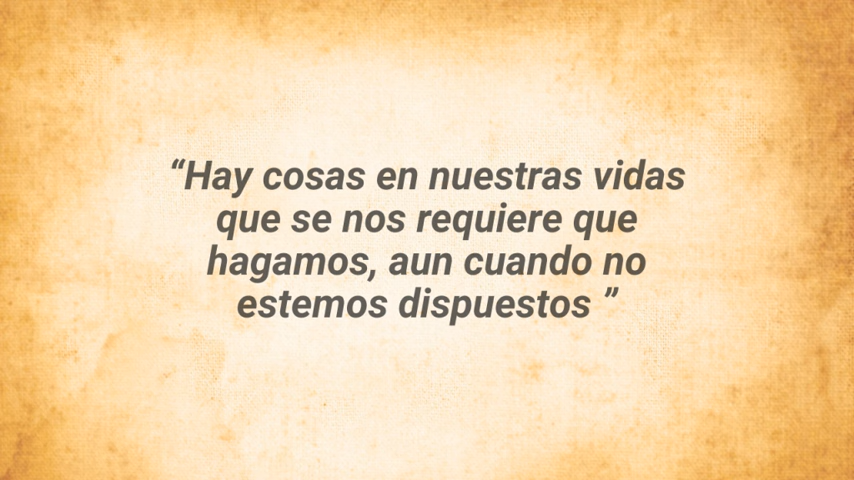 “Hay cosas en nuestras vidas
que se nos requiere que
hagamos, aun cuando no
estemos dispuestos ”